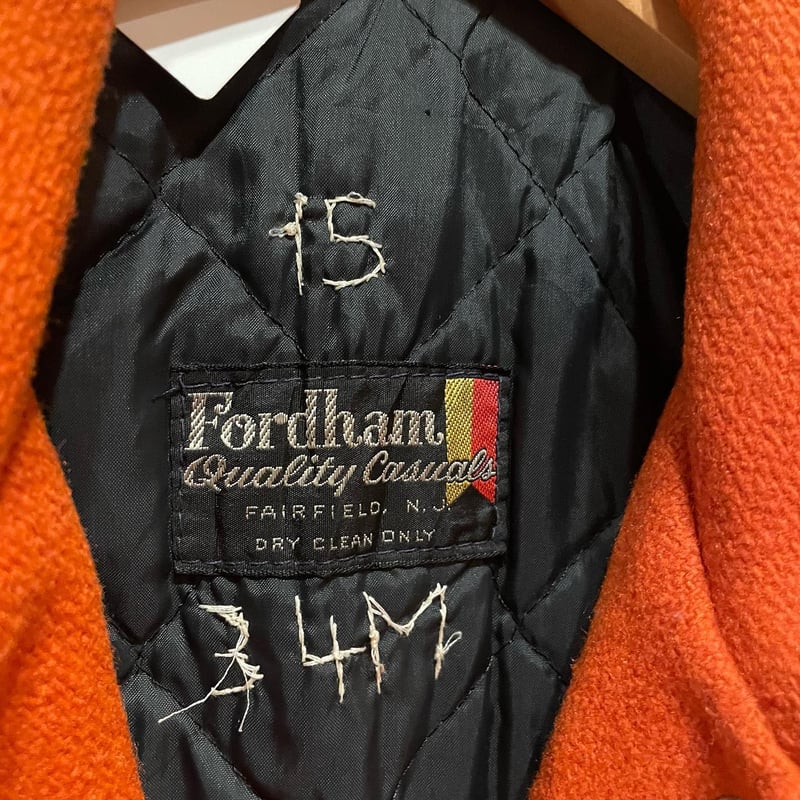 15
Fordham
Quality Casuals
FAIRFIELD, N.J.
DRY CLEAN ONLY
34M